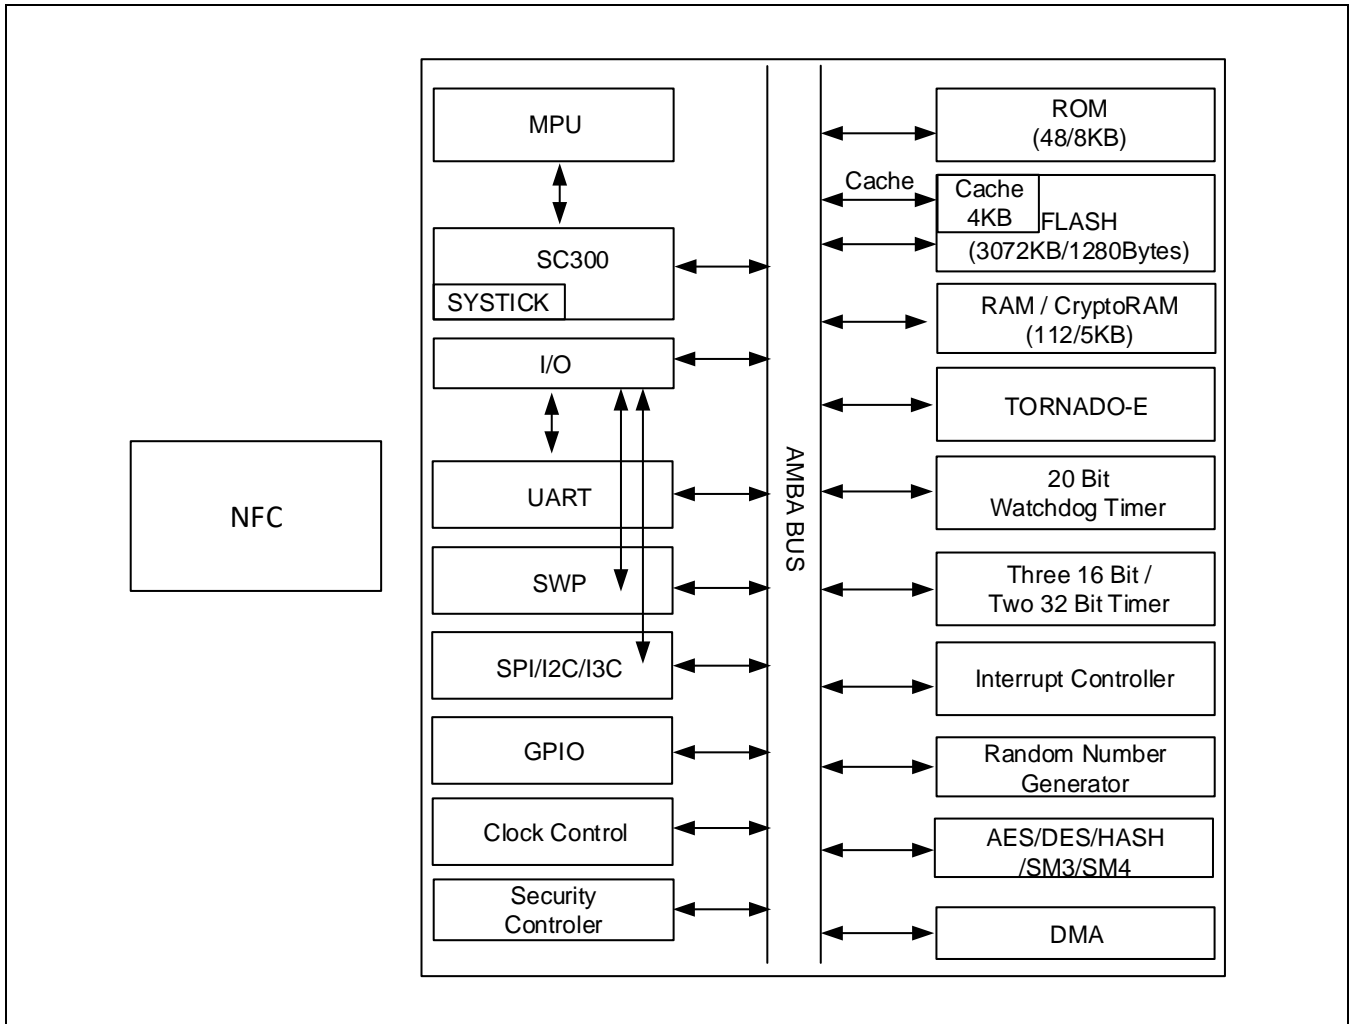 MPU
SC300
SYSTICK
I/O
UART
SWP
SPI/I2C/I3C
GPIO
Clock Control
Security
Controler
NFC
AMBA BUS
ROM
(48/8KB)
Cache
Cache
4KB
FLASH
(3072KB/1280Bytes)
RAM / CryptoRAM
(112/5KB)
TORNADO-E
20 Bit
Watchdog Timer
Three 16 Bit /
Two 32 Bit Timer
Interrupt Controller
Random Number
Generator
AES/DES/HASH
/SM3/SM4
DMA